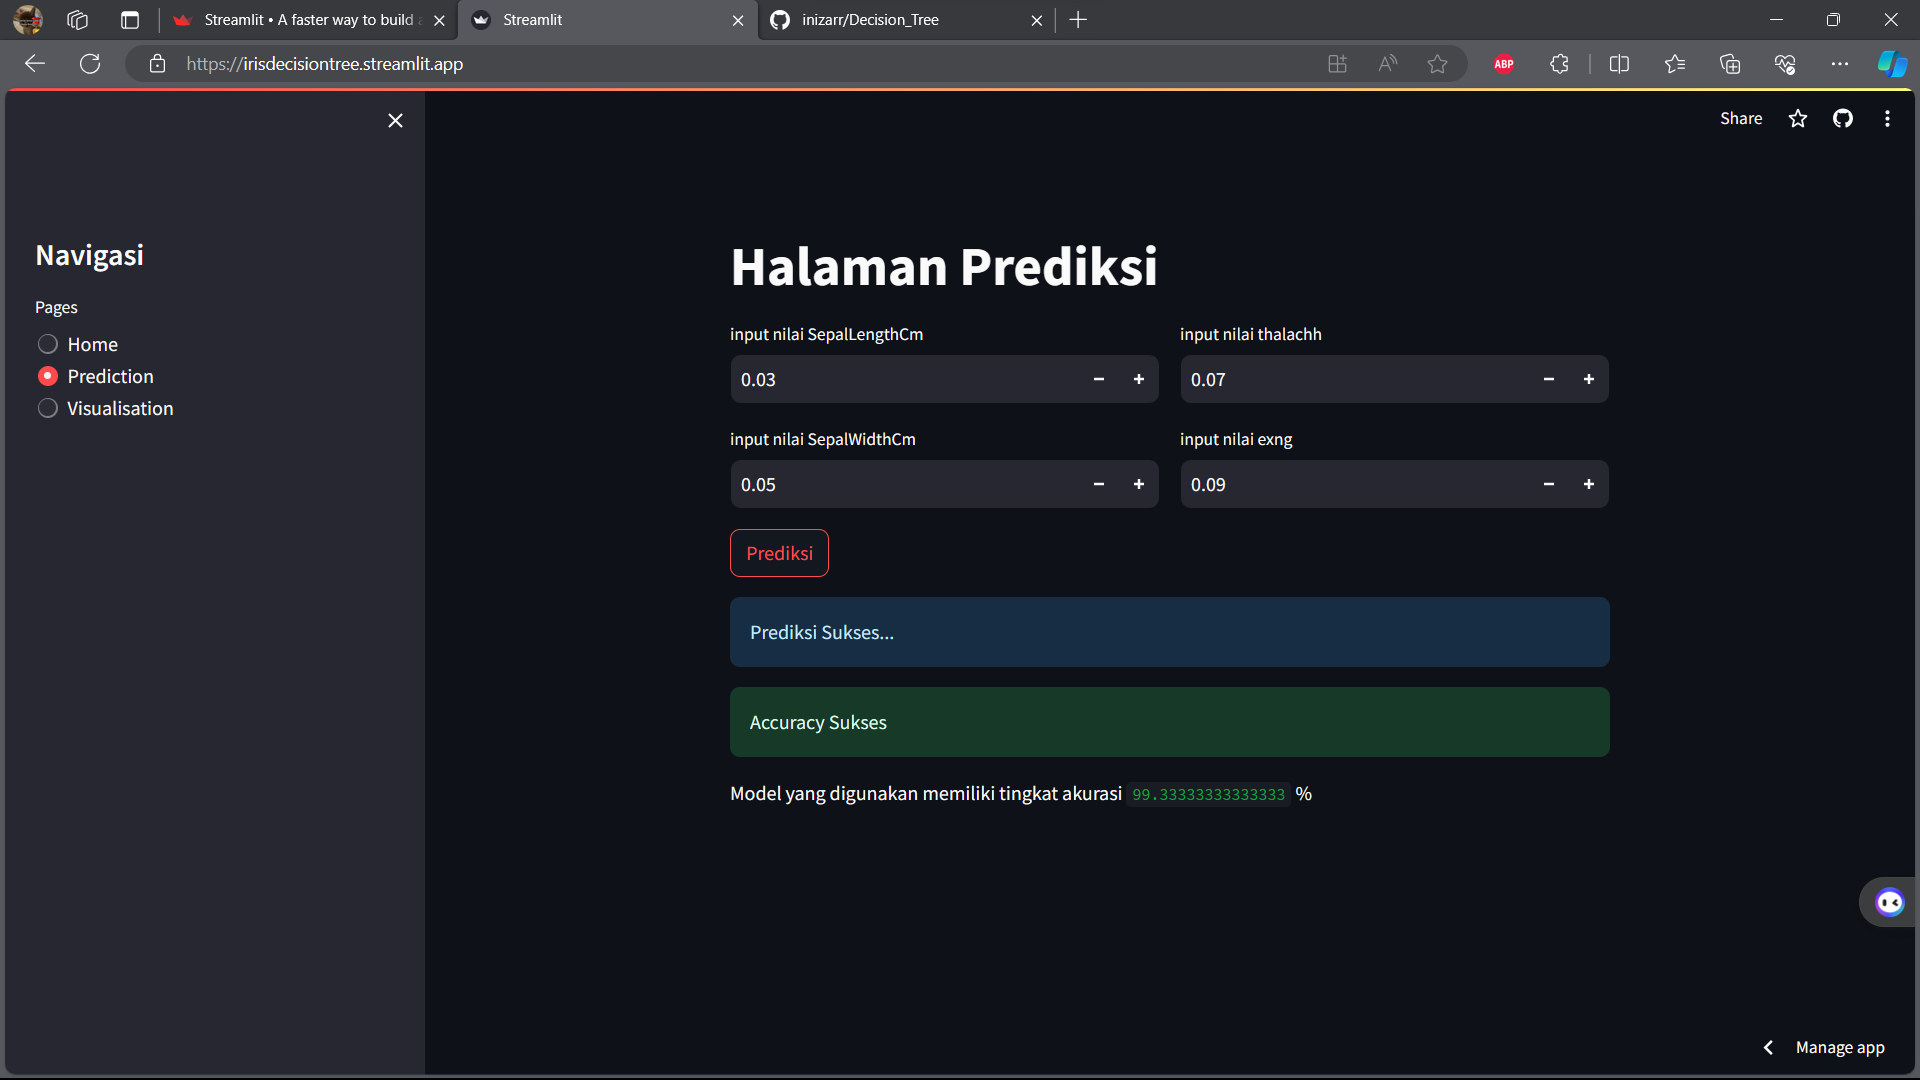 Streamlit • A faster way to build
Streamlit
inizarr/Decision_Tree
https://irisdecisiontree.streamlit.app
ABP
Share
Navigasi
Pages
Home
Prediction
Visualisation
Halaman Prediksi
input nilai SepalLengthCm
0.03
input nilai thalachh
0.07
input nilai SepalWidthCm
0.05
input nilai exng
0.09
Prediksi
Prediksi Sukses...
Accuracy Sukses
Model yang digunakan memiliki tingkat akurasi 99.33333333333333 %
Manage app